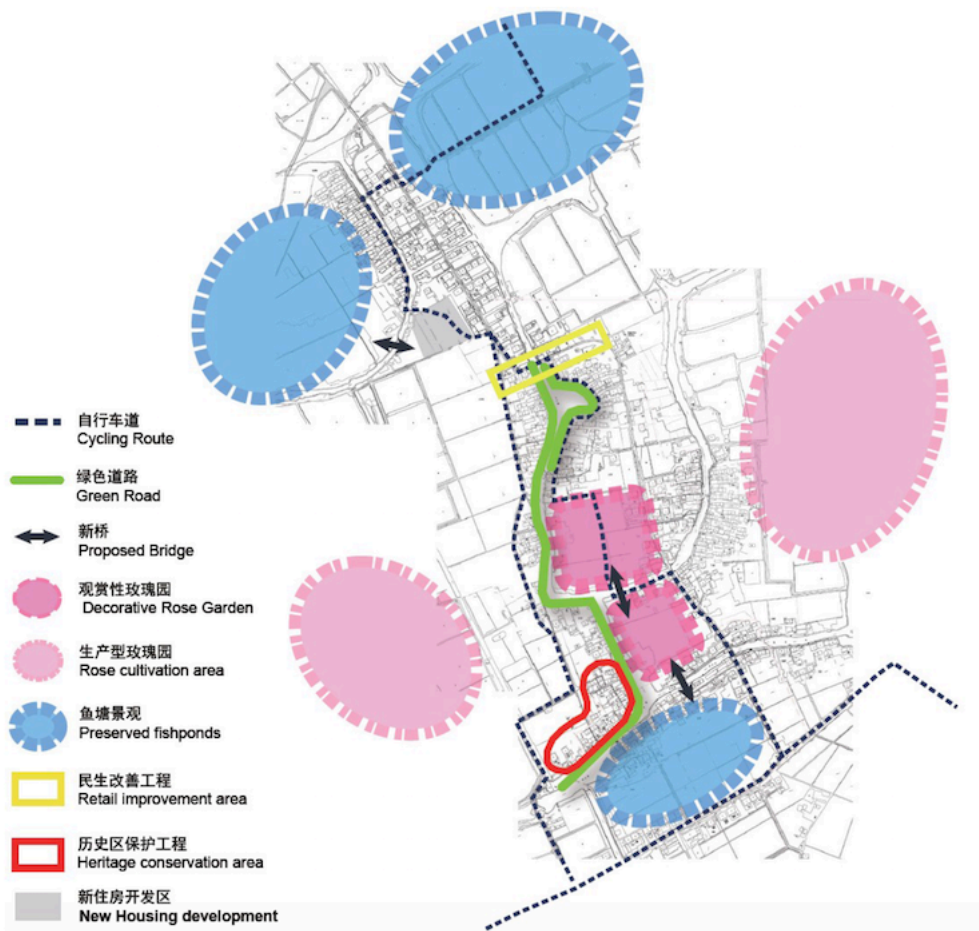 自行车道
Cycling Route
绿色道路
Green Road
新桥
Proposed Bridge
观赏性玫瑰园
Decorative Rose Garden
生产型玫瑰园
Rose cultivation area
鱼塘景观
Preserved fishponds
民生改善工程
Retail improvement area
历史区保护工程
Heritage conservation area
新住房开发区
New Housing development